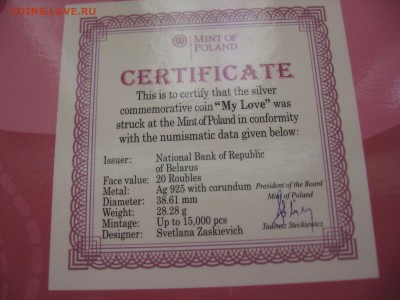 COINS.LAVE.RU
MINT OF
POLAND
CERTIFICATE
This is to certify that the silver
commemorative coin "My Love" was
struck at the Mint of Poland in conformity
with the numismatic data given below:
Issuer: National Bank of Republic
of Belarus
Face value: 20 Roubles
Metal: Ag 925 with corundum
Diameter: 38.61 mm
Weight: 28.28 g
Mintage: Up to 15,000 pcs
Designer: Svetlana Zaskievich
President of the Board
Mint of Poland
Tadeusz Steckiewicz